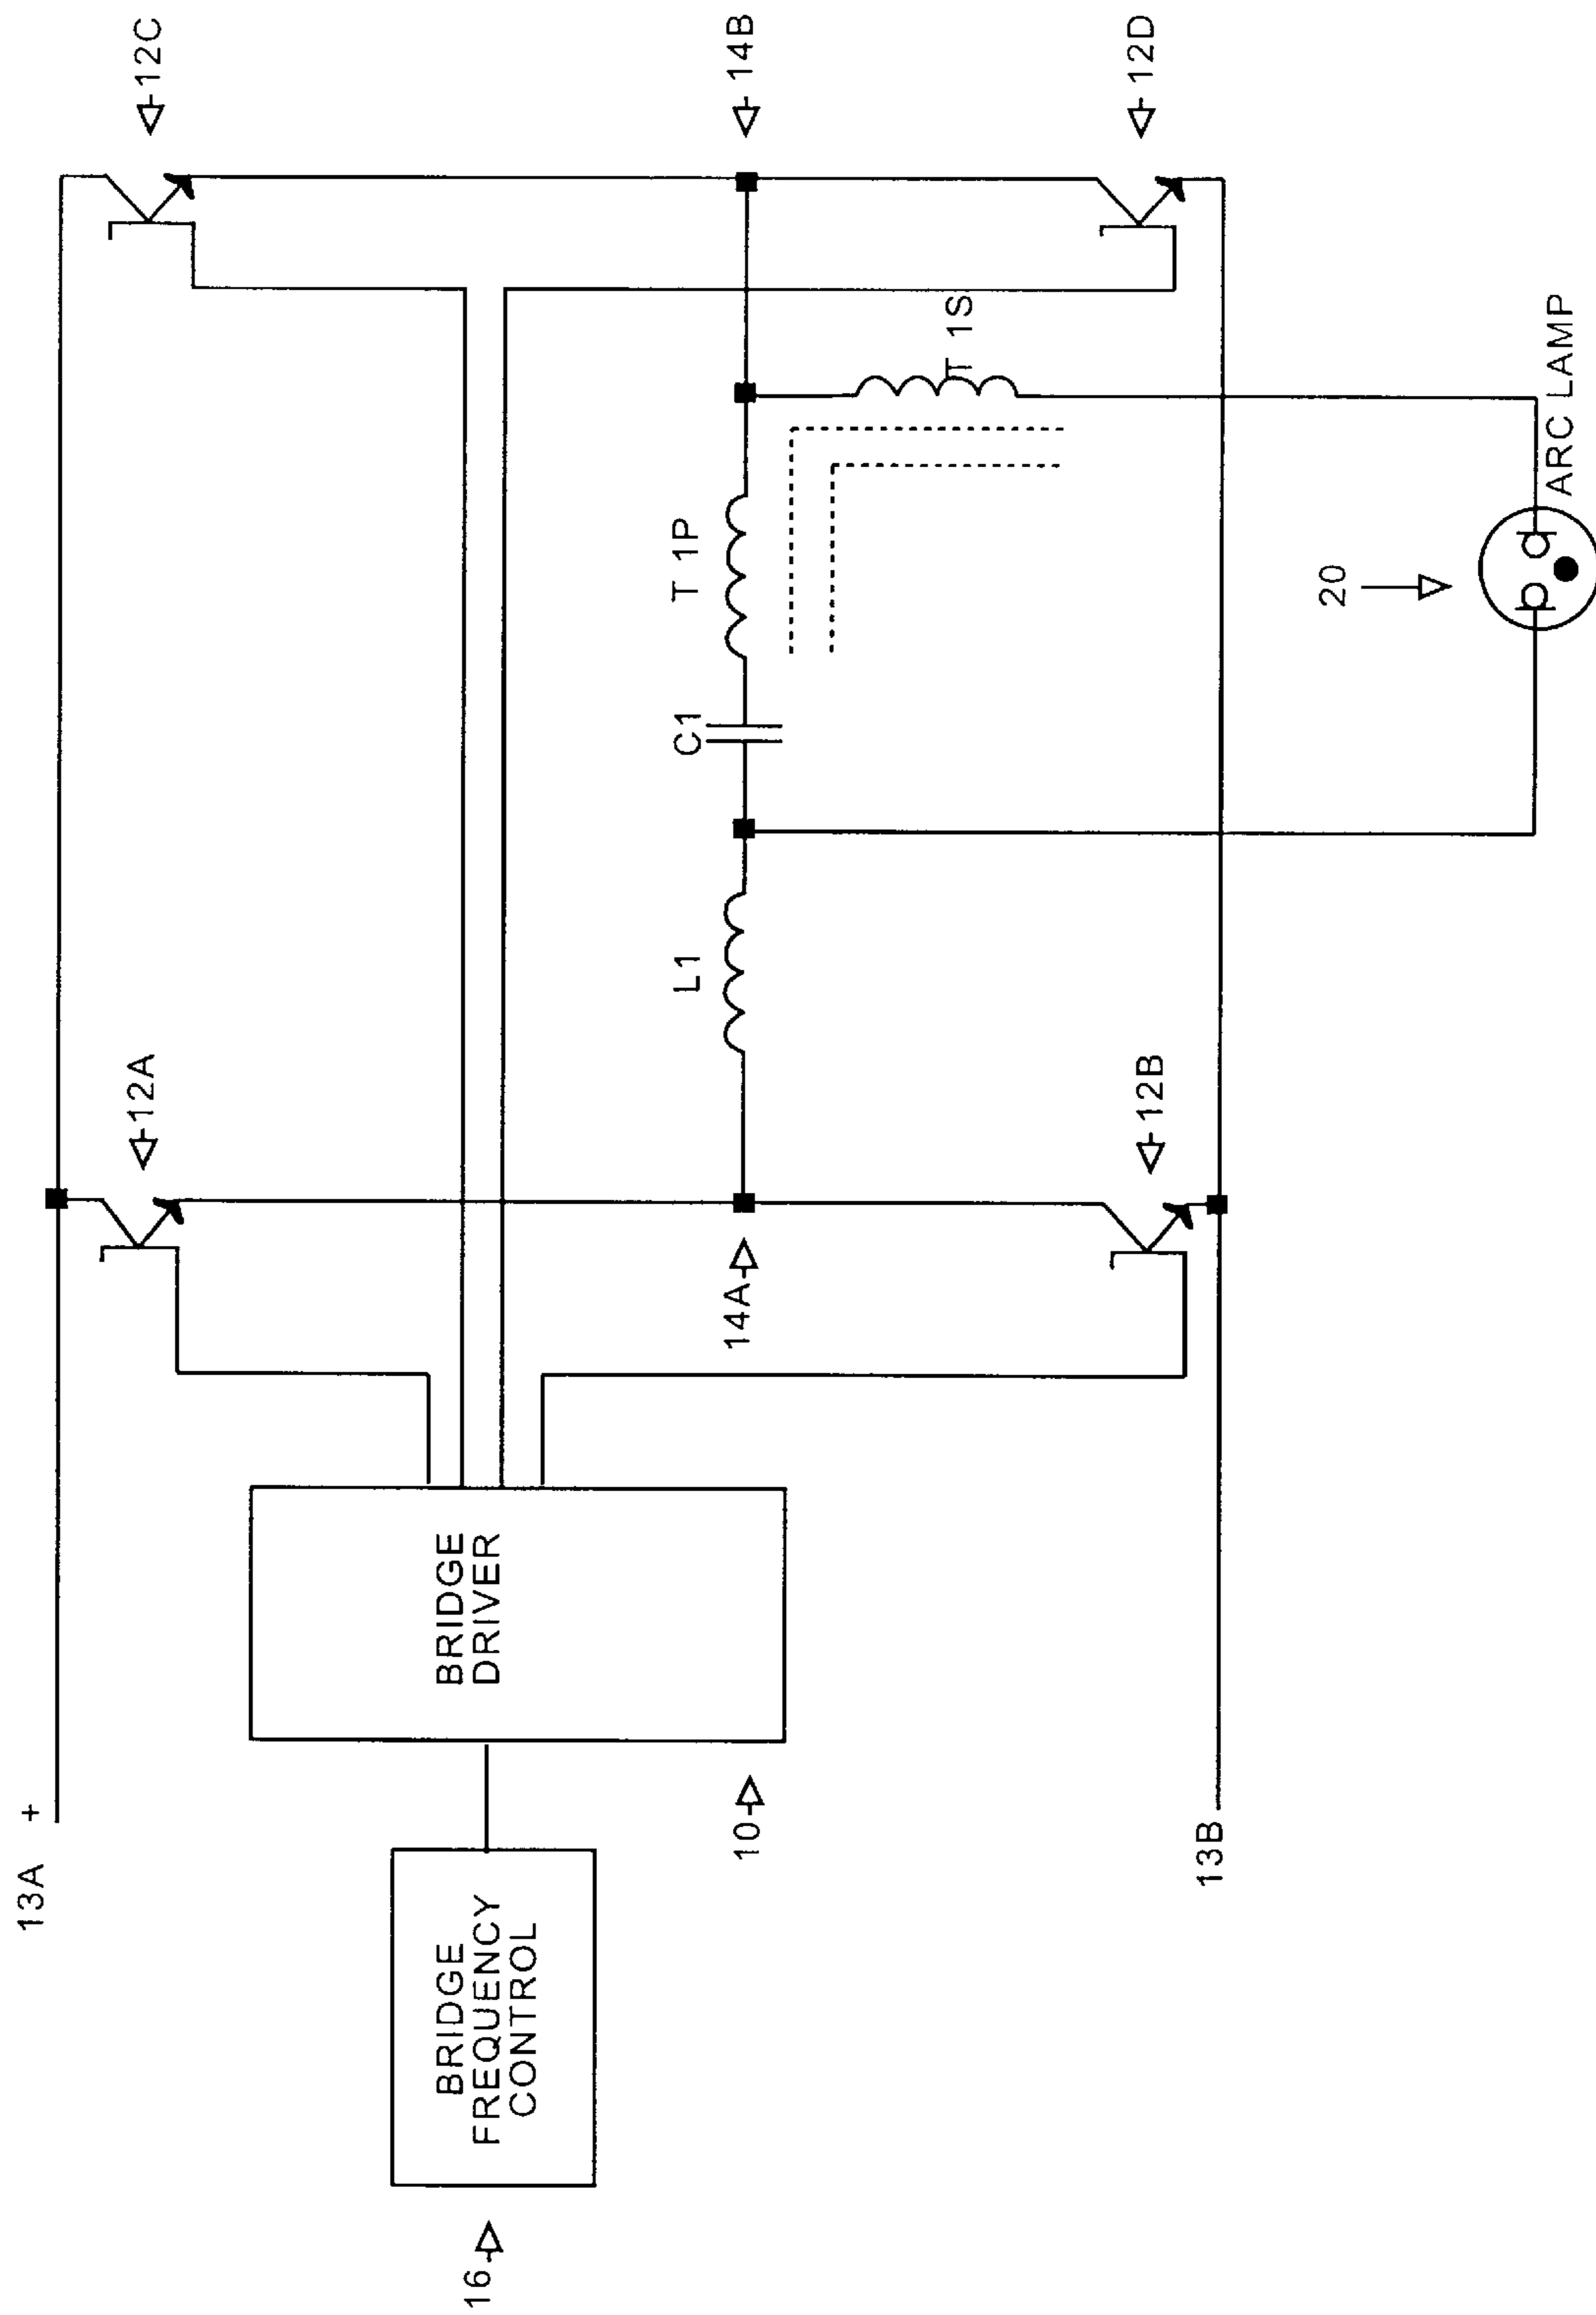 13A +
12A
12C
BRIDGE
FREQUENCY
CONTROL
16
BRIDGE
DRIVER
10
14A
L1
C1
T 1P
T 1S
14B
12B
12D
13B
20
ARC LAMP